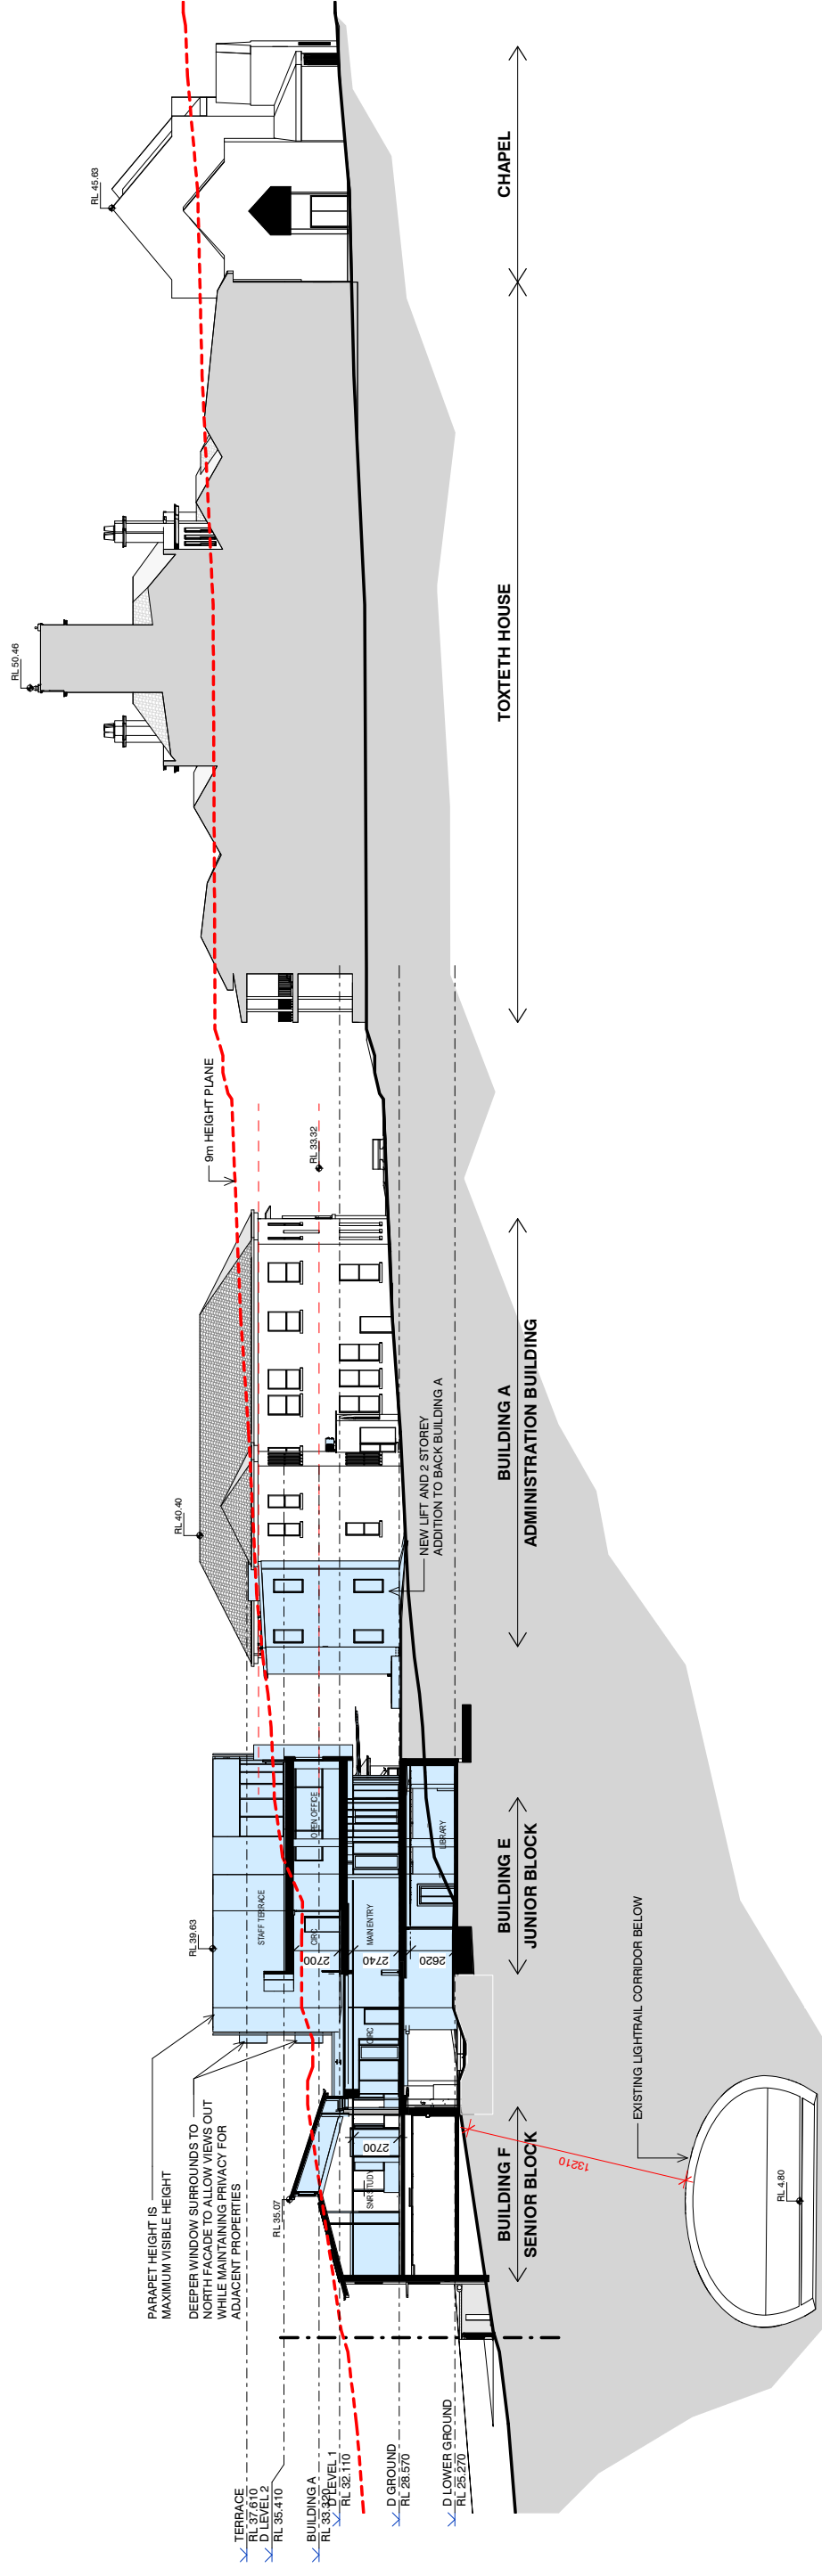 PARAPET HEIGHT IS
MAXIMUM VISIBLE HEIGHT
DEEPER WINDOW SURROUNDS TO
NORTH FACADE TO ALLOW VIEWS OUT
WHILE MAINTAINING PRIVACY FOR
ADJACENT PROPERTIES
TERRACE
RL 37.610
D LEVEL 2
RL 35.410
BUILDING A
RL 33.320
D LEVEL 1
RL 32.110
D GROUND
RL 28.570
D LOWER GROUND
RL 25.270
RL 35.07
SNR STUDY
2700
RL 39.63
STAFF TERRACE
CIRC
OPEN OFFICE
2700
CIRC
MAIN ENTRY
2740
2620
LIBRARY
RL 40.40
NEW LIFT AND 2 STOREY
ADDITION TO BACK BUILDING A
9m HEIGHT PLANE
RL 33.32
RL 50.46
RL 45.63
BUILDING F
SENIOR BLOCK
BUILDING E
JUNIOR BLOCK
BUILDING A
ADMINISTRATION BUILDING
TOXTETH HOUSE
CHAPEL
13210
EXISTING LIGHTRAIL CORRIDOR BELOW
RL 4.80